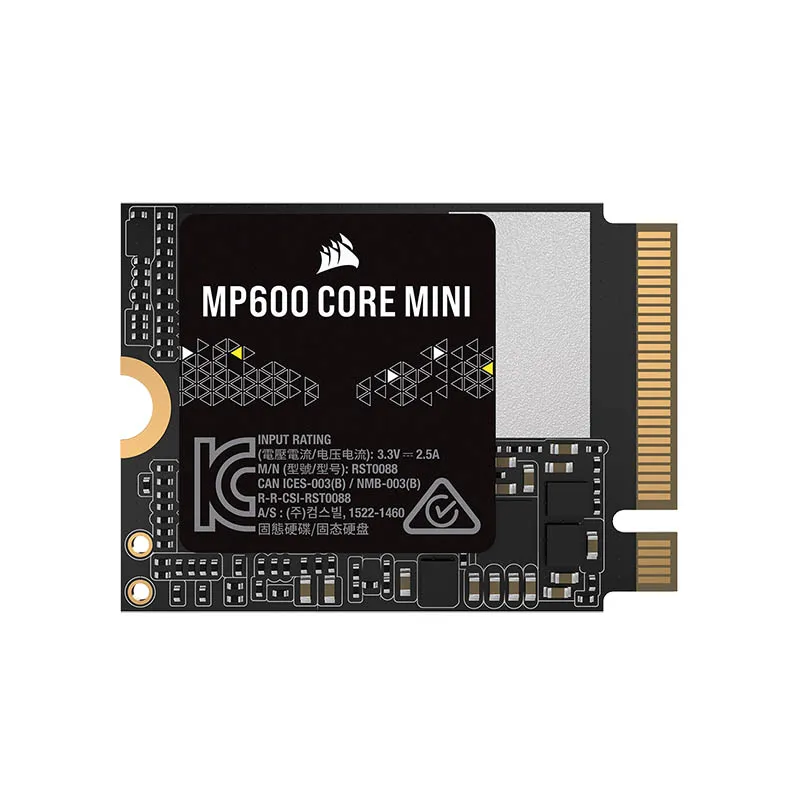 MP600 CORE MINI
INPUT RATING
(電壓電流/电压电流): 3.3V ⎓ 2.5A
M/N (型號/型号): RST0088
CAN ICES-003(B) / NMB-003(B)
R-R-CSI-RST0088
A/S : (주)컴스빌, 1522-1460
固態硬碟/固态硬盘